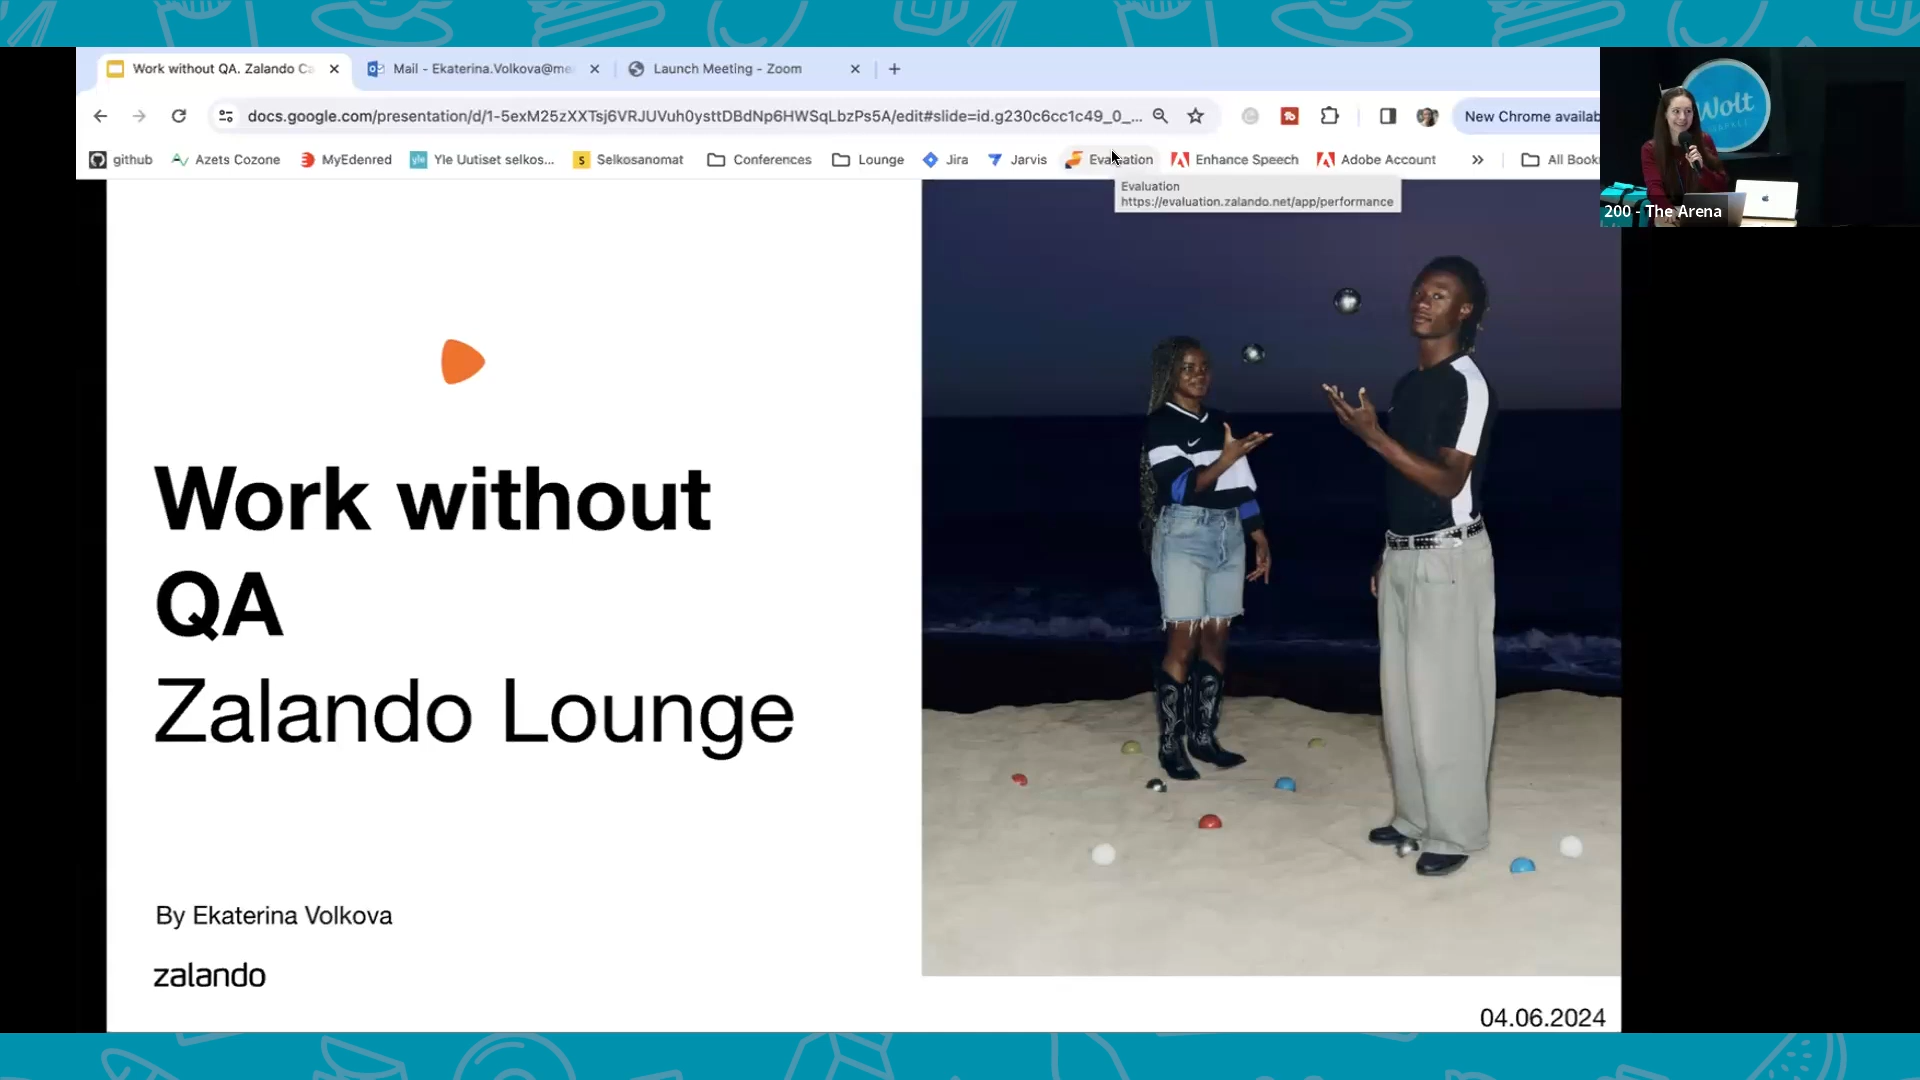 Work without QA. Zalando Ca
Mail - Ekaterina.Volkova@me
Launch Meeting - Zoom
docs.google.com/presentation/d/1-5exM25zXXTsj6VRJUVuh0ysttDBdNp6HWSqLbzPs5A/edit#slide=id.g230c6cc1c49_0_...
New Chrome availab
github
Azets Cozone
MyEdenred
yle
Yle Uutiset selkos...
S
Selkosanomat
Conferences
Lounge
Jira
Jarvis
Evaluation
Enhance Speech
Adobe Account
All Book
Evaluation
https://evaluation.zalando.net/app/performance
Wolt
MARKET
200 - The Arena
Work without
QA
Zalando Lounge
By Ekaterina Volkova
zalando
04.06.2024